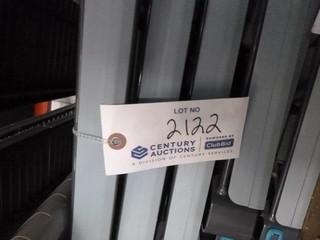 LOT NO
2122
CENTURY AUCTIONS
POWERED BY ClubBid
A DIVISION OF CENTURY SERVICES